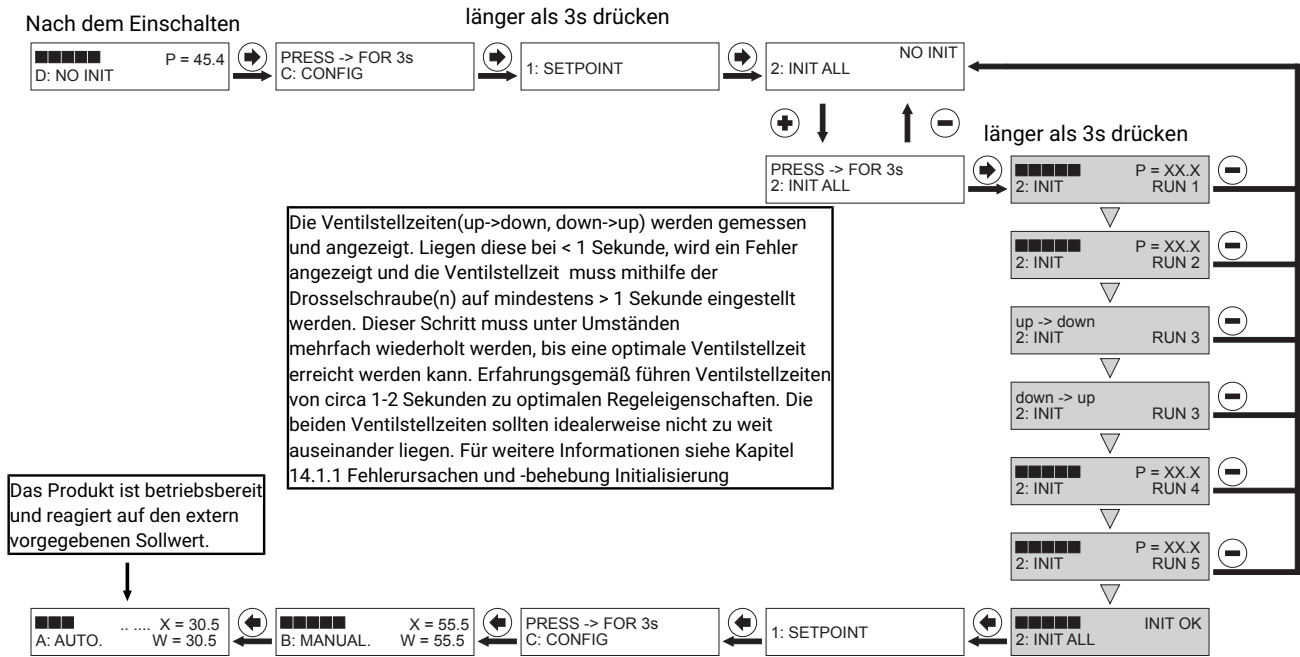 Nach dem Einschalten
länger als 3s drücken
P = 45.4
D: NO INIT
PRESS -> FOR 3s
C: CONFIG
1: SETPOINT
NO INIT
2: INIT ALL
länger als 3s drücken
PRESS -> FOR 3s
2: INIT ALL
P = XX.X
2: INIT RUN 1
P = XX.X
2: INIT RUN 2
up -> down
2: INIT RUN 3
down -> up
2: INIT RUN 3
P = XX.X
2: INIT RUN 4
P = XX.X
2: INIT RUN 5
INIT OK
2: INIT ALL
Die Ventilstellzeiten(up->down, down->up) werden gemessen
und angezeigt. Liegen diese bei < 1 Sekunde, wird ein Fehler
angezeigt und die Ventilstellzeit muss mithilfe der
Drosselschraube(n) auf mindestens > 1 Sekunde eingestellt
werden. Dieser Schritt muss unter Umständen
mehrfach wiederholt werden, bis eine optimale Ventilstellzeit
erreicht werden kann. Erfahrungsgemäß führen Ventilstellzeiten
von circa 1-2 Sekunden zu optimalen Regeleigenschaften. Die
beiden Ventilstellzeiten sollten idealerweise nicht zu weit
auseinander liegen. Für weitere Informationen siehe Kapitel
14.1.1 Fehlerursachen und -behebung Initialisierung
Das Produkt ist betriebsbereit
und reagiert auf den extern
vorgegebenen Sollwert.
.. .... X = 30.5
A: AUTO. W = 30.5
X = 55.5
B: MANUAL. W = 55.5
PRESS -> FOR 3s
C: CONFIG
1: SETPOINT